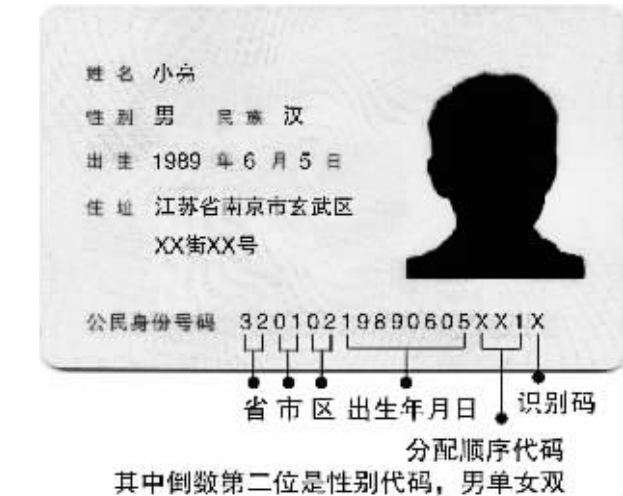 姓名 小亮
性别 男 民族 汉
出生 1989 年 6 月 5 日
住址 江苏省南京市玄武区
XX街XX号
公民身份号码 32010219890605XX1X
省 市 区 出生年月日 识别码
分配顺序代码
其中倒数第二位是性别代码，男单女双